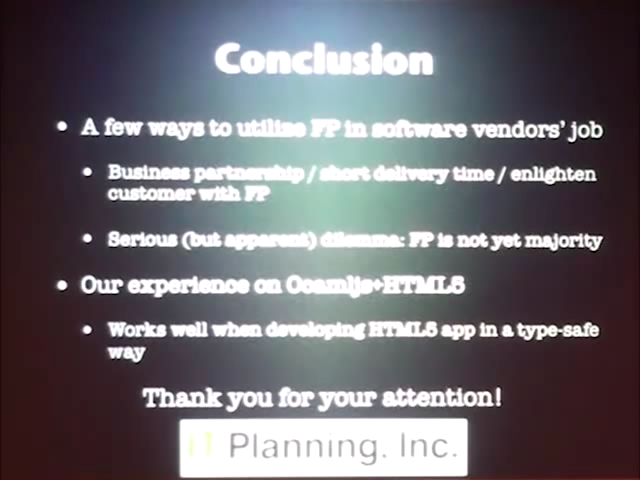 Conclusion
• A few ways to utilize FP in software vendors' job
• Business partnership / short delivery time / enlighten
customer with FP
• Serious (but apparent) dilemma: FP is not yet majority
• Our experience on Ocamljs+HTML5
• Works well when developing HTML5 app in a type-safe
way
Thank you for your attention!
IT Planning, Inc.